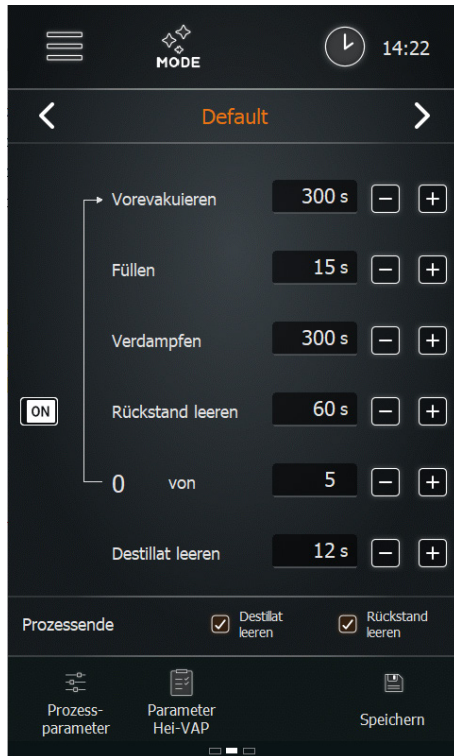 MODE
14:22
Default
Vorevakuieren 300 s
Füllen 15 s
Verdampfen 300 s
ON
Rückstand leeren 60 s
0 von 5
Destillat leeren 12 s
Prozessende
Destillat
leeren
Rückstand
leeren
Prozess-
parameter
Parameter
Hei-VAP
Speichern